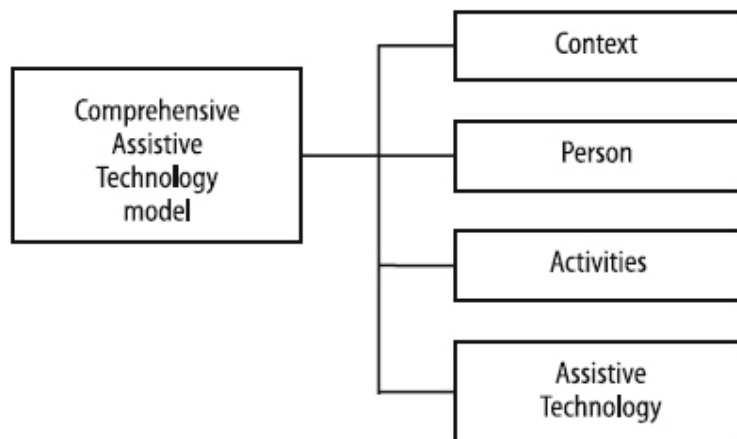 Comprehensive
Assistive
Technology
model
Context
Person
Activities
Assistive
Technology